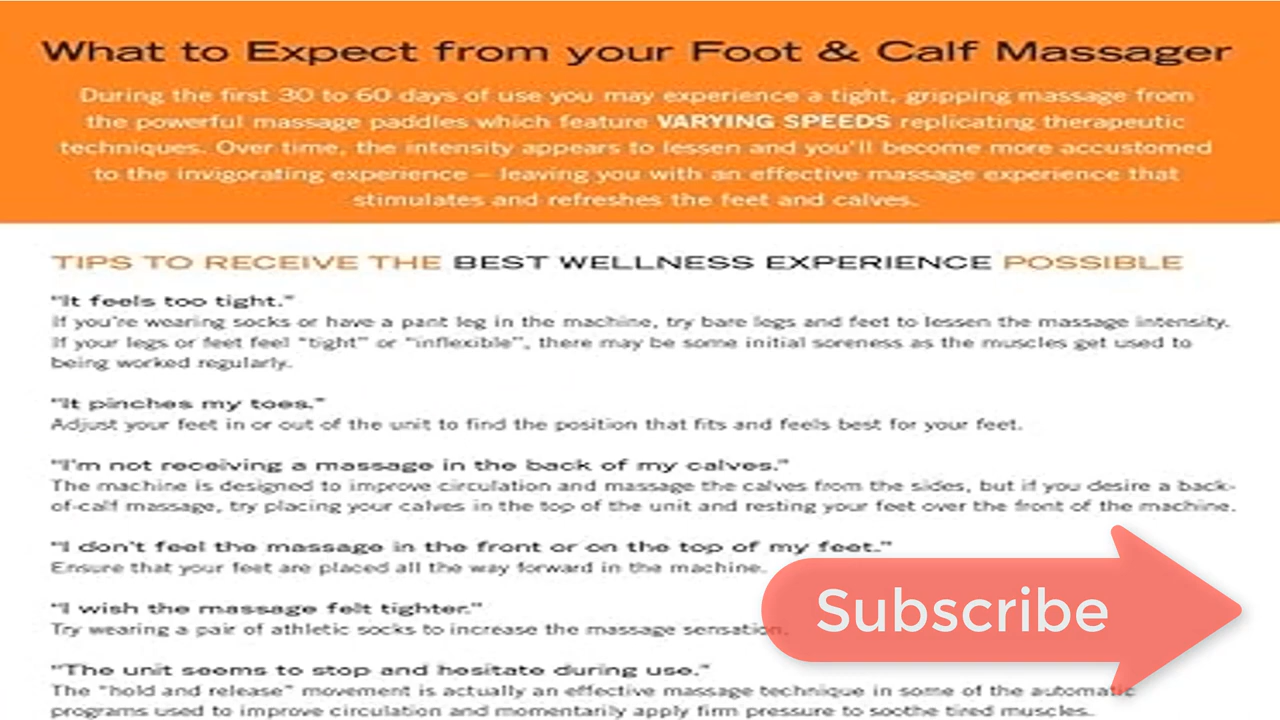 What to Expect from your Foot & Calf Massager
During the first 30 to 60 days of use you may experience a tight, gripping massage from
the powerful massage paddles which feature VARYING SPEEDS replicating therapeutic
techniques. Over time, the intensity appears to lessen and you'll become more accustomed
to the invigorating experience – leaving you with an effective massage experience that
stimulates and refreshes the feet and calves.
TIPS TO RECEIVE THE BEST WELLNESS EXPERIENCE POSSIBLE
"It feels too tight."
If you're wearing socks or have a pant leg in the machine, try bare legs and feet to lessen the massage intensity.
If your legs or feet feel "tight" or "inflexible", there may be some initial soreness as the muscles get used to
being worked regularly.
"It pinches my toes."
Adjust your feet in or out of the unit to find the position that fits and feels best for your feet.
"I'm not receiving a massage in the back of my calves."
The machine is designed to improve circulation and massage the calves from the sides, but if you desire a back-
of-calf massage, try placing your calves in the top of the unit and resting your feet over the front of the machine.
"I don't feel the massage in the front or on the top of my feet."
Ensure that your feet are placed all the way forward in the machine.
"I wish the massage felt tighter."
Try wearing a pair of athletic socks to increase the massage sensation.
Subscribe
"The unit seems to stop and hesitate during use."
The "hold and release" movement is actually an effective massage technique in some of the automatic
programs used to improve circulation and momentarily apply firm pressure to soothe tired muscles.